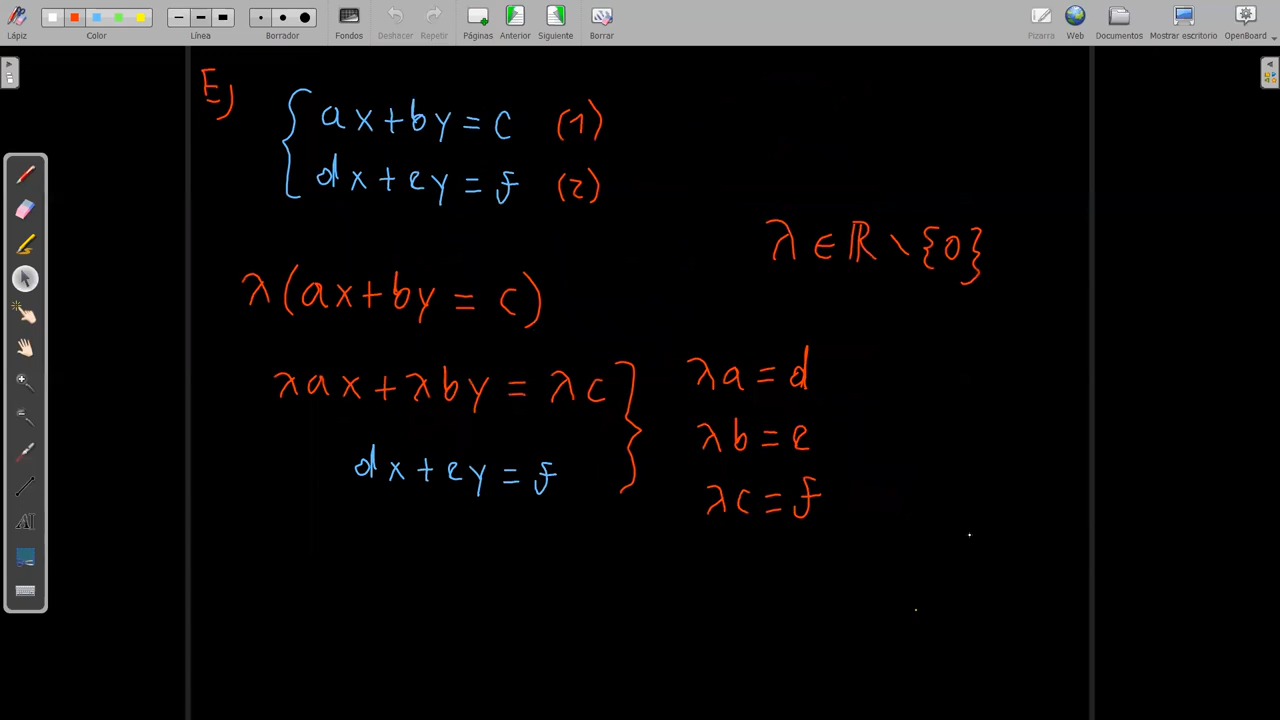 Lápiz Color Línea Borrador Fondos Deshacer Repetir Páginas Anterior Siguiente Borrar Pizarra Web Documentos Mostrar escritorio OpenBoard
E)
ax+by=c (1)
dx+ey=f (2)
λ∈ℝ∖{0}
λ(ax+by=c)
λax+λby=λc
λa=d
λb=e
dx+ey=f
λc=f